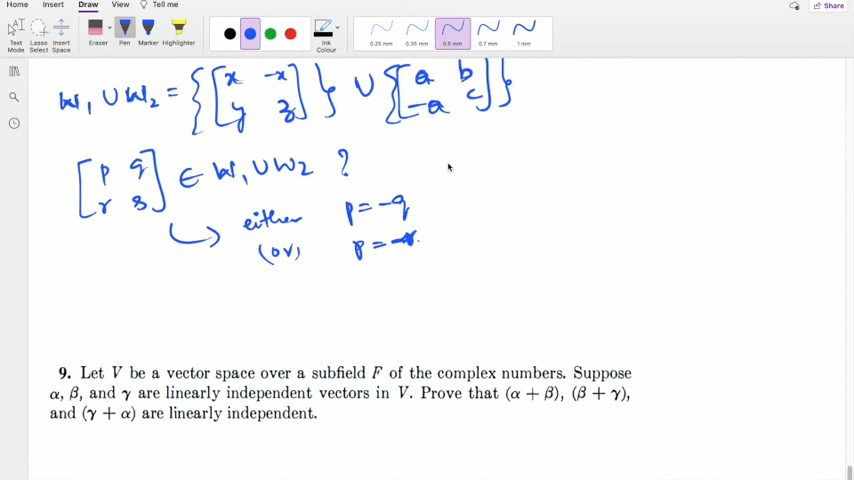 Home Insert Draw View Tell me Share
Text Mode Lasso Select Insert Space Eraser Pen Marker Highlighter Ink Colour 0.25 mm 0.35 mm 0.5 mm 0.7 mm 1 mm
W₁ ∪ W₂ = { [ x -x
y z ] } ∪ { [ a b
-a c ] }
[ p q
r s ] ∈ W₁ ∪ W₂ ?
either p = -q
(or) p = -r.
9. Let V be a vector space over a subfield F of the complex numbers. Suppose
α, β, and γ are linearly independent vectors in V. Prove that (α + β), (β + γ),
and (γ + α) are linearly independent.